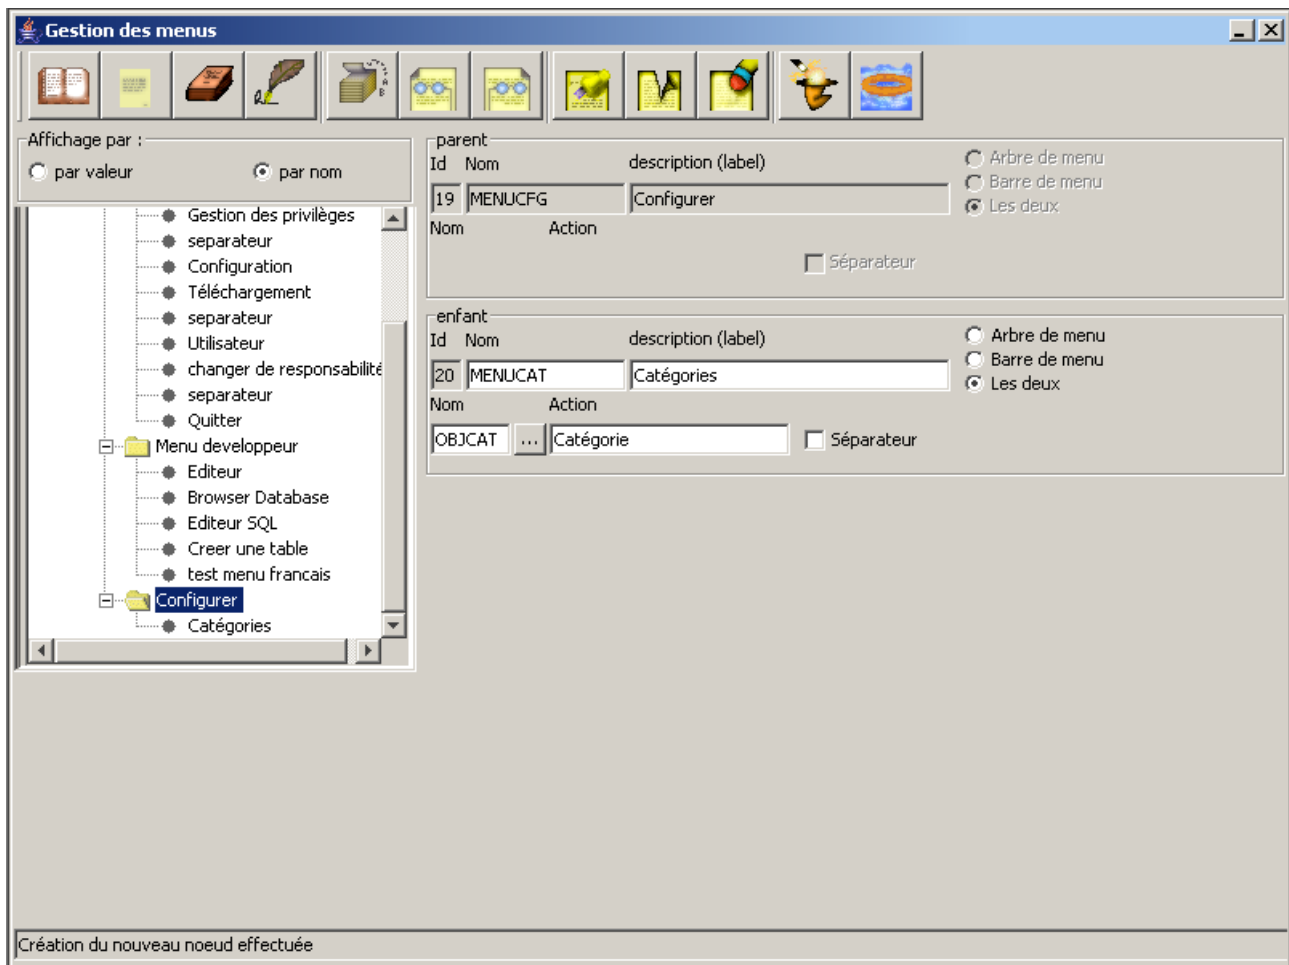 Gestion des menus
Affichage par :
par valeur
par nom
Gestion des privilèges
separateur
Configuration
Téléchargement
separateur
Utilisateur
changer de responsabilité
separateur
Quitter
Menu developpeur
Editeur
Browser Database
Editeur SQL
Creer une table
test menu francais
Configurer
Catégories
parent
Id Nom description (label)
19 MENUCFG Configurer
Arbre de menu
Barre de menu
Les deux
Nom Action
Séparateur
enfant
Id Nom description (label)
20 MENUCAT Catégories
Arbre de menu
Barre de menu
Les deux
Nom Action
OBJCAT ... Catégorie
Séparateur
Création du nouveau noeud effectuée